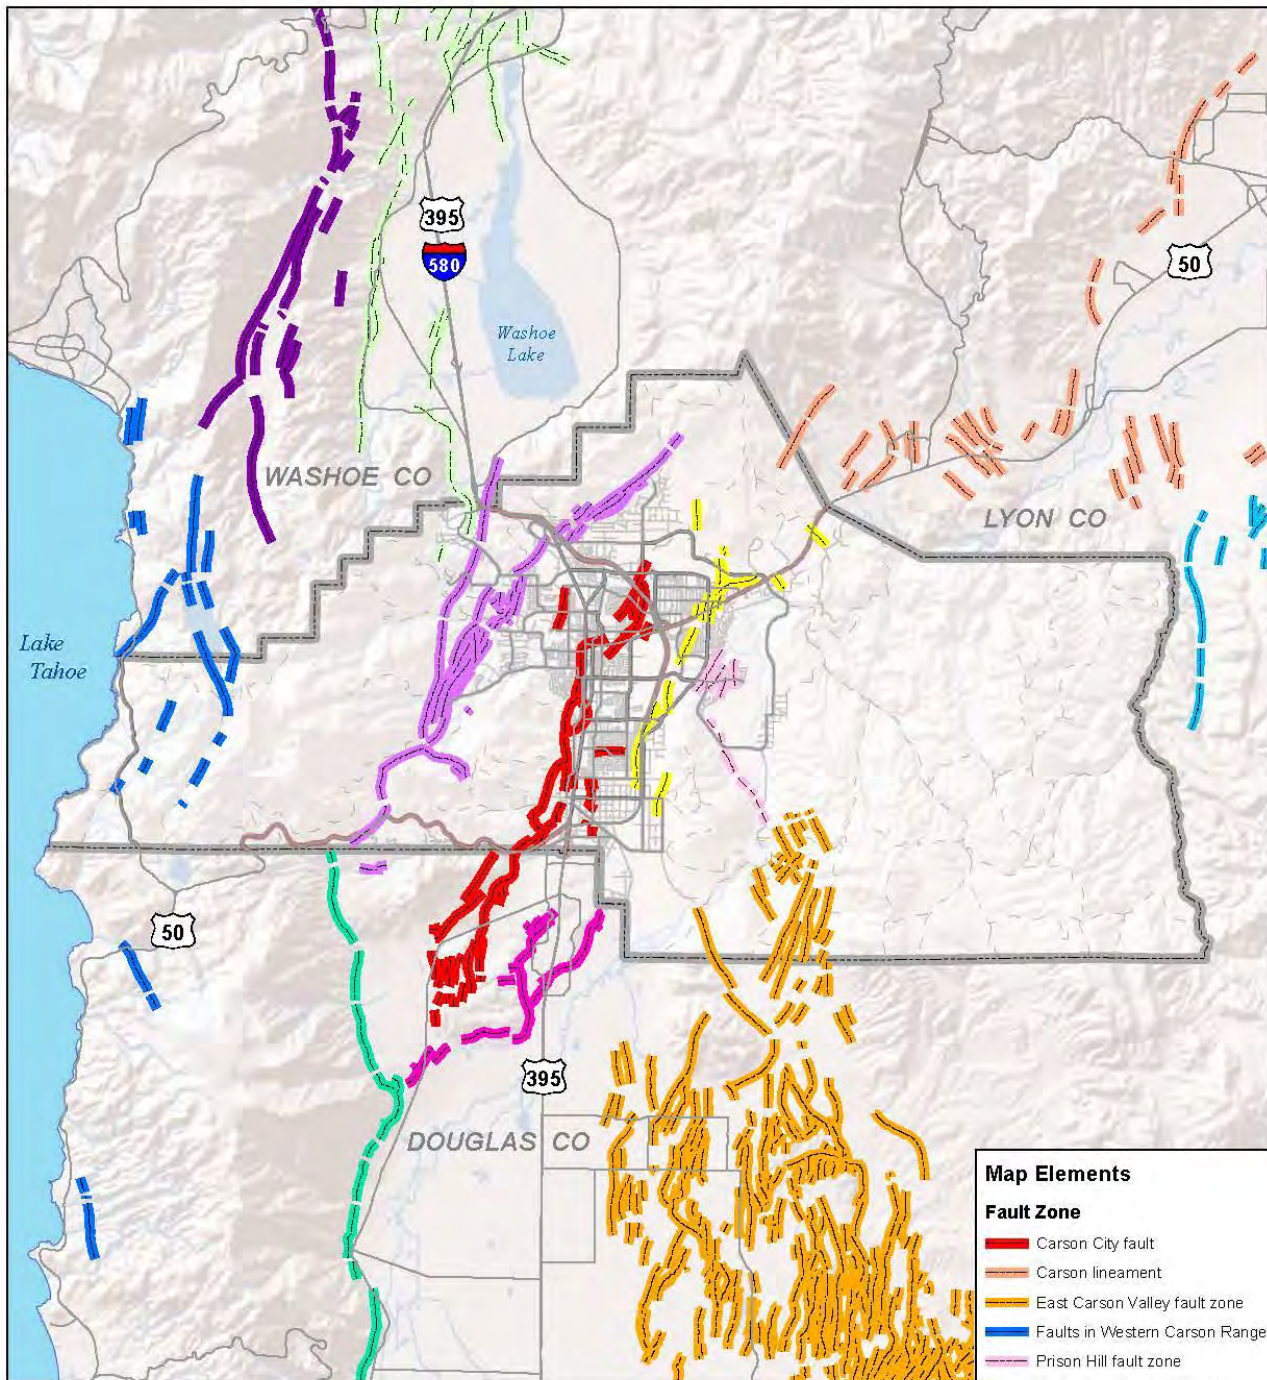 395
580
50
Washoe
Lake
WASHOE CO
LYON CO
Lake
Tahoe
50
395
DOUGLAS CO
Map Elements
Fault Zone
Carson City fault
Carson lineament
East Carson Valley fault zone
Faults in Western Carson Range
Prison Hill fault zone